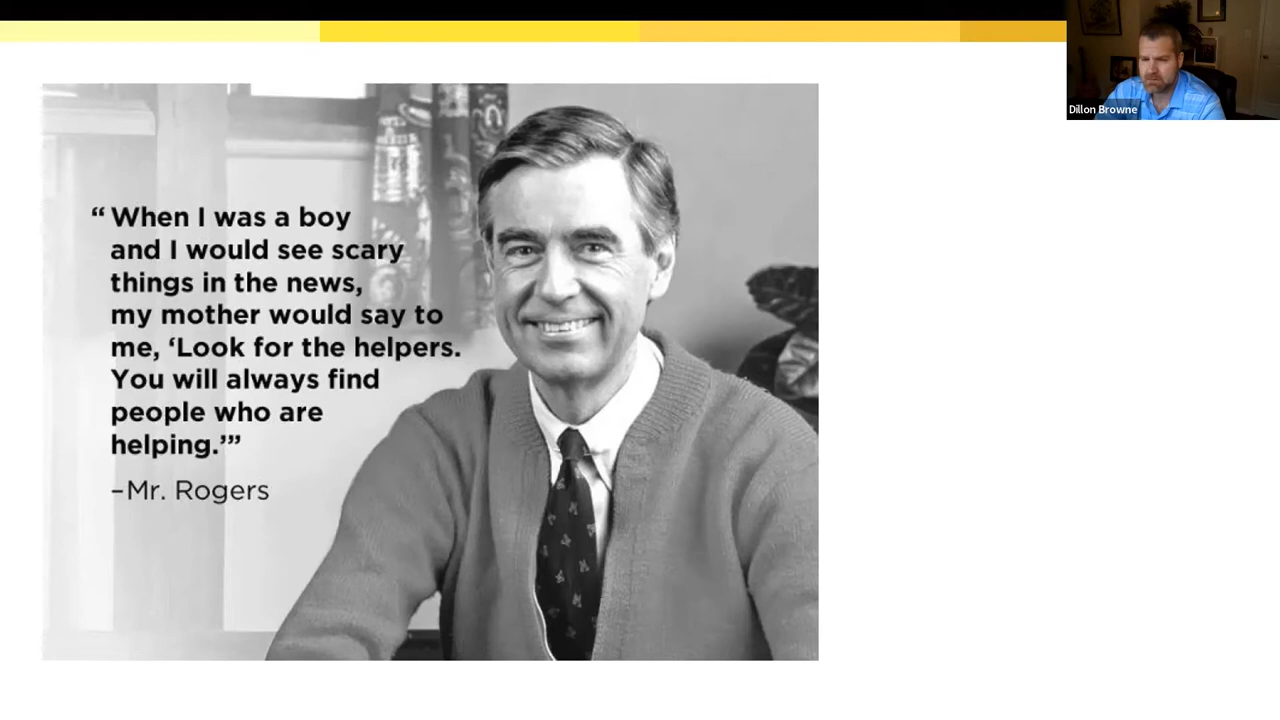 Dillon Browne
“ When I was a boy
and I would see scary
things in the news,
my mother would say to
me, ‘Look for the helpers.
You will always find
people who are
helping.’”
–Mr. Rogers